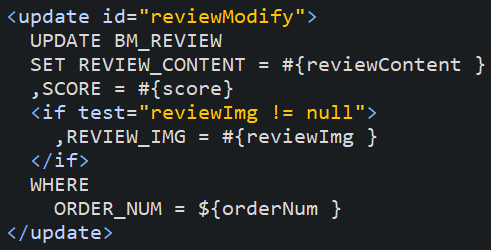 <update id="reviewModify">
UPDATE BM_REVIEW
SET REVIEW_CONTENT = #{reviewContent }
,SCORE = #{score}
<if test="reviewImg != null">
,REVIEW_IMG = #{reviewImg }
</if>
WHERE
ORDER_NUM = ${orderNum }
</update>